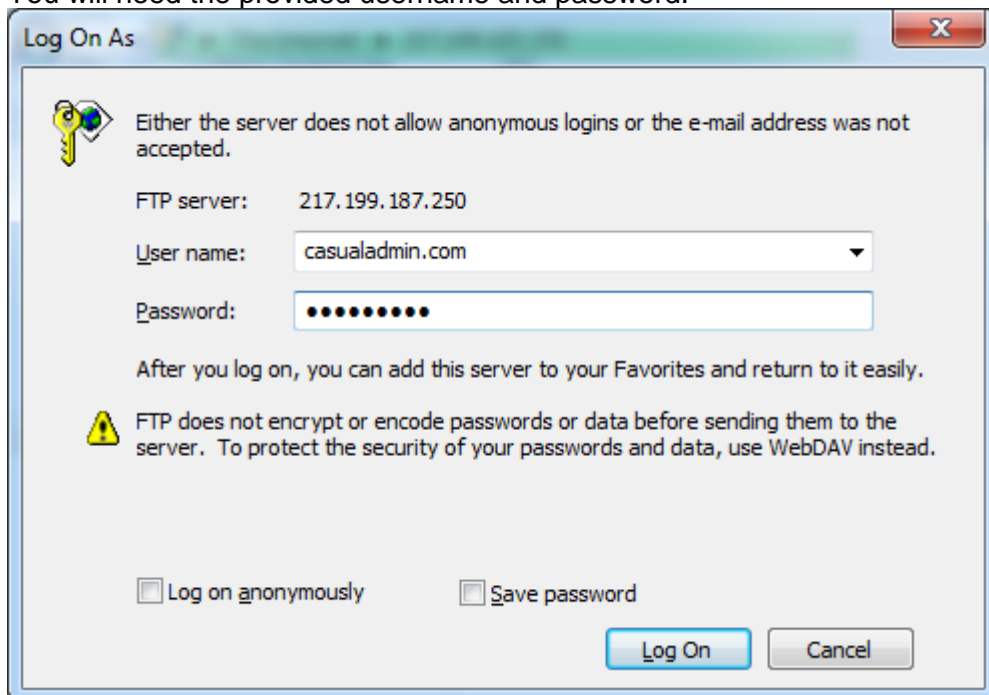 You will need the provided username and password.
Log On As
Either the server does not allow anonymous logins or the e-mail address was not
accepted.
FTP server: 217.199.187.250
User name: casualadmin.com
Password: •••••••••
After you log on, you can add this server to your Favorites and return to it easily.
FTP does not encrypt or encode passwords or data before sending them to the
server. To protect the security of your passwords and data, use WebDAV instead.
Log on anonymously Save password
Log On Cancel